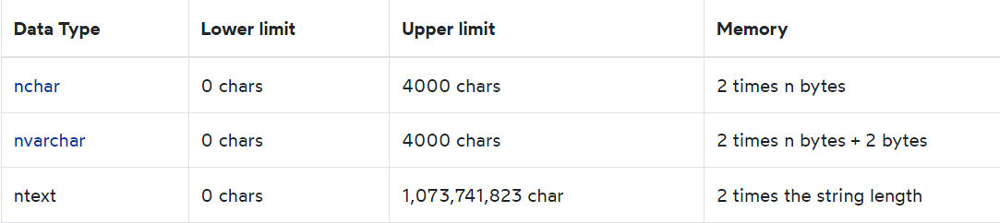 Data Type Lower limit Upper limit Memory
nchar 0 chars 4000 chars 2 times n bytes
nvarchar 0 chars 4000 chars 2 times n bytes + 2 bytes
ntext 0 chars 1,073,741,823 char 2 times the string length